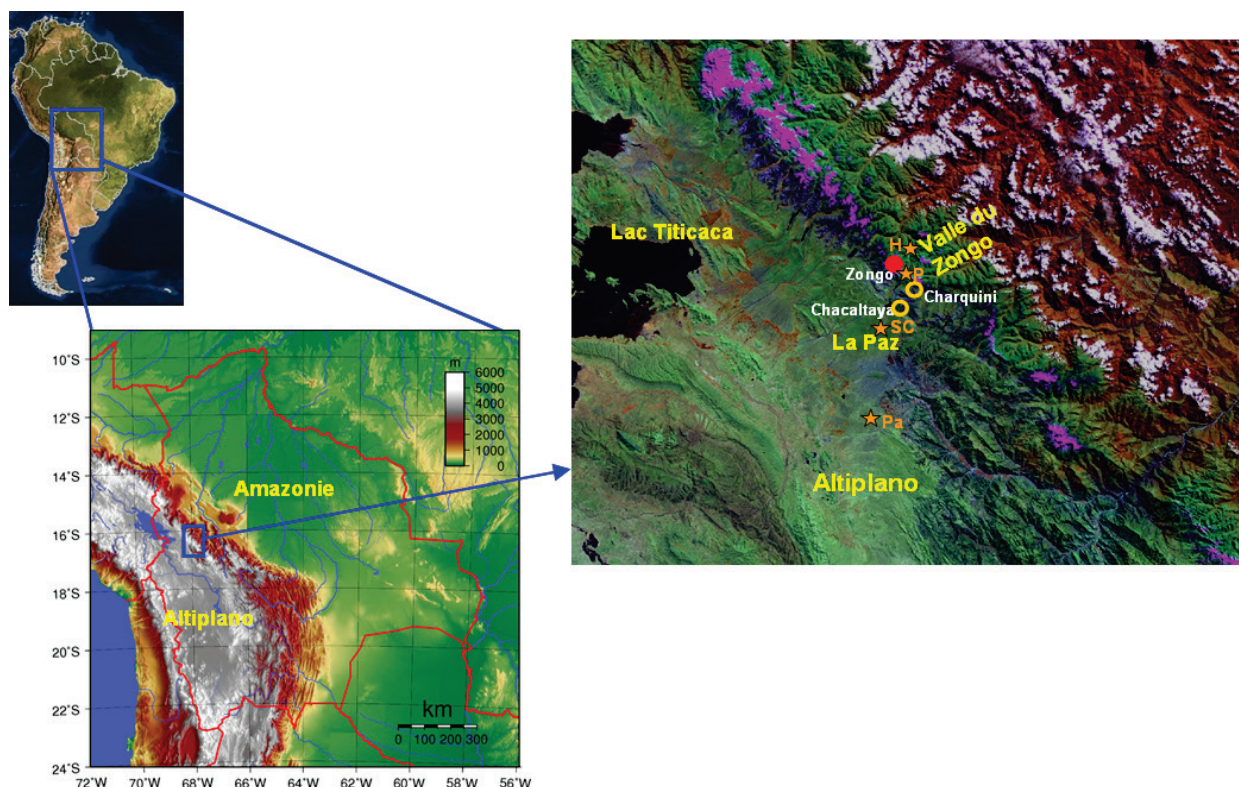 Lac Titicaca
H
Valle du
Zongo
Zongo
P
Charquini
Chacaltaya
SC
La Paz
Pa
Altiplano
10°S
12°S
14°S
16°S
18°S
20°S
22°S
24°S
m
6000
5000
4000
3000
2000
1000
0
Amazonie
Altiplano
km
0 100 200 300
72°W 70°W 68°W 66°W 64°W 62°W 60°W 58°W 56°W